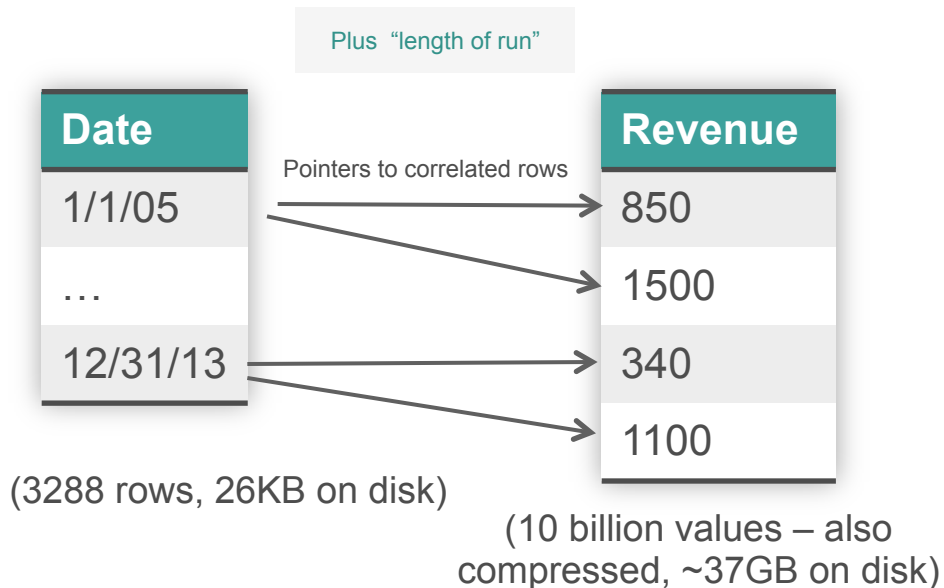 Plus “length of run”
Date
Revenue
Pointers to correlated rows
1/1/05
850
…
1500
12/31/13
340
1100
(3288 rows, 26KB on disk)
(10 billion values – also
compressed, ~37GB on disk)